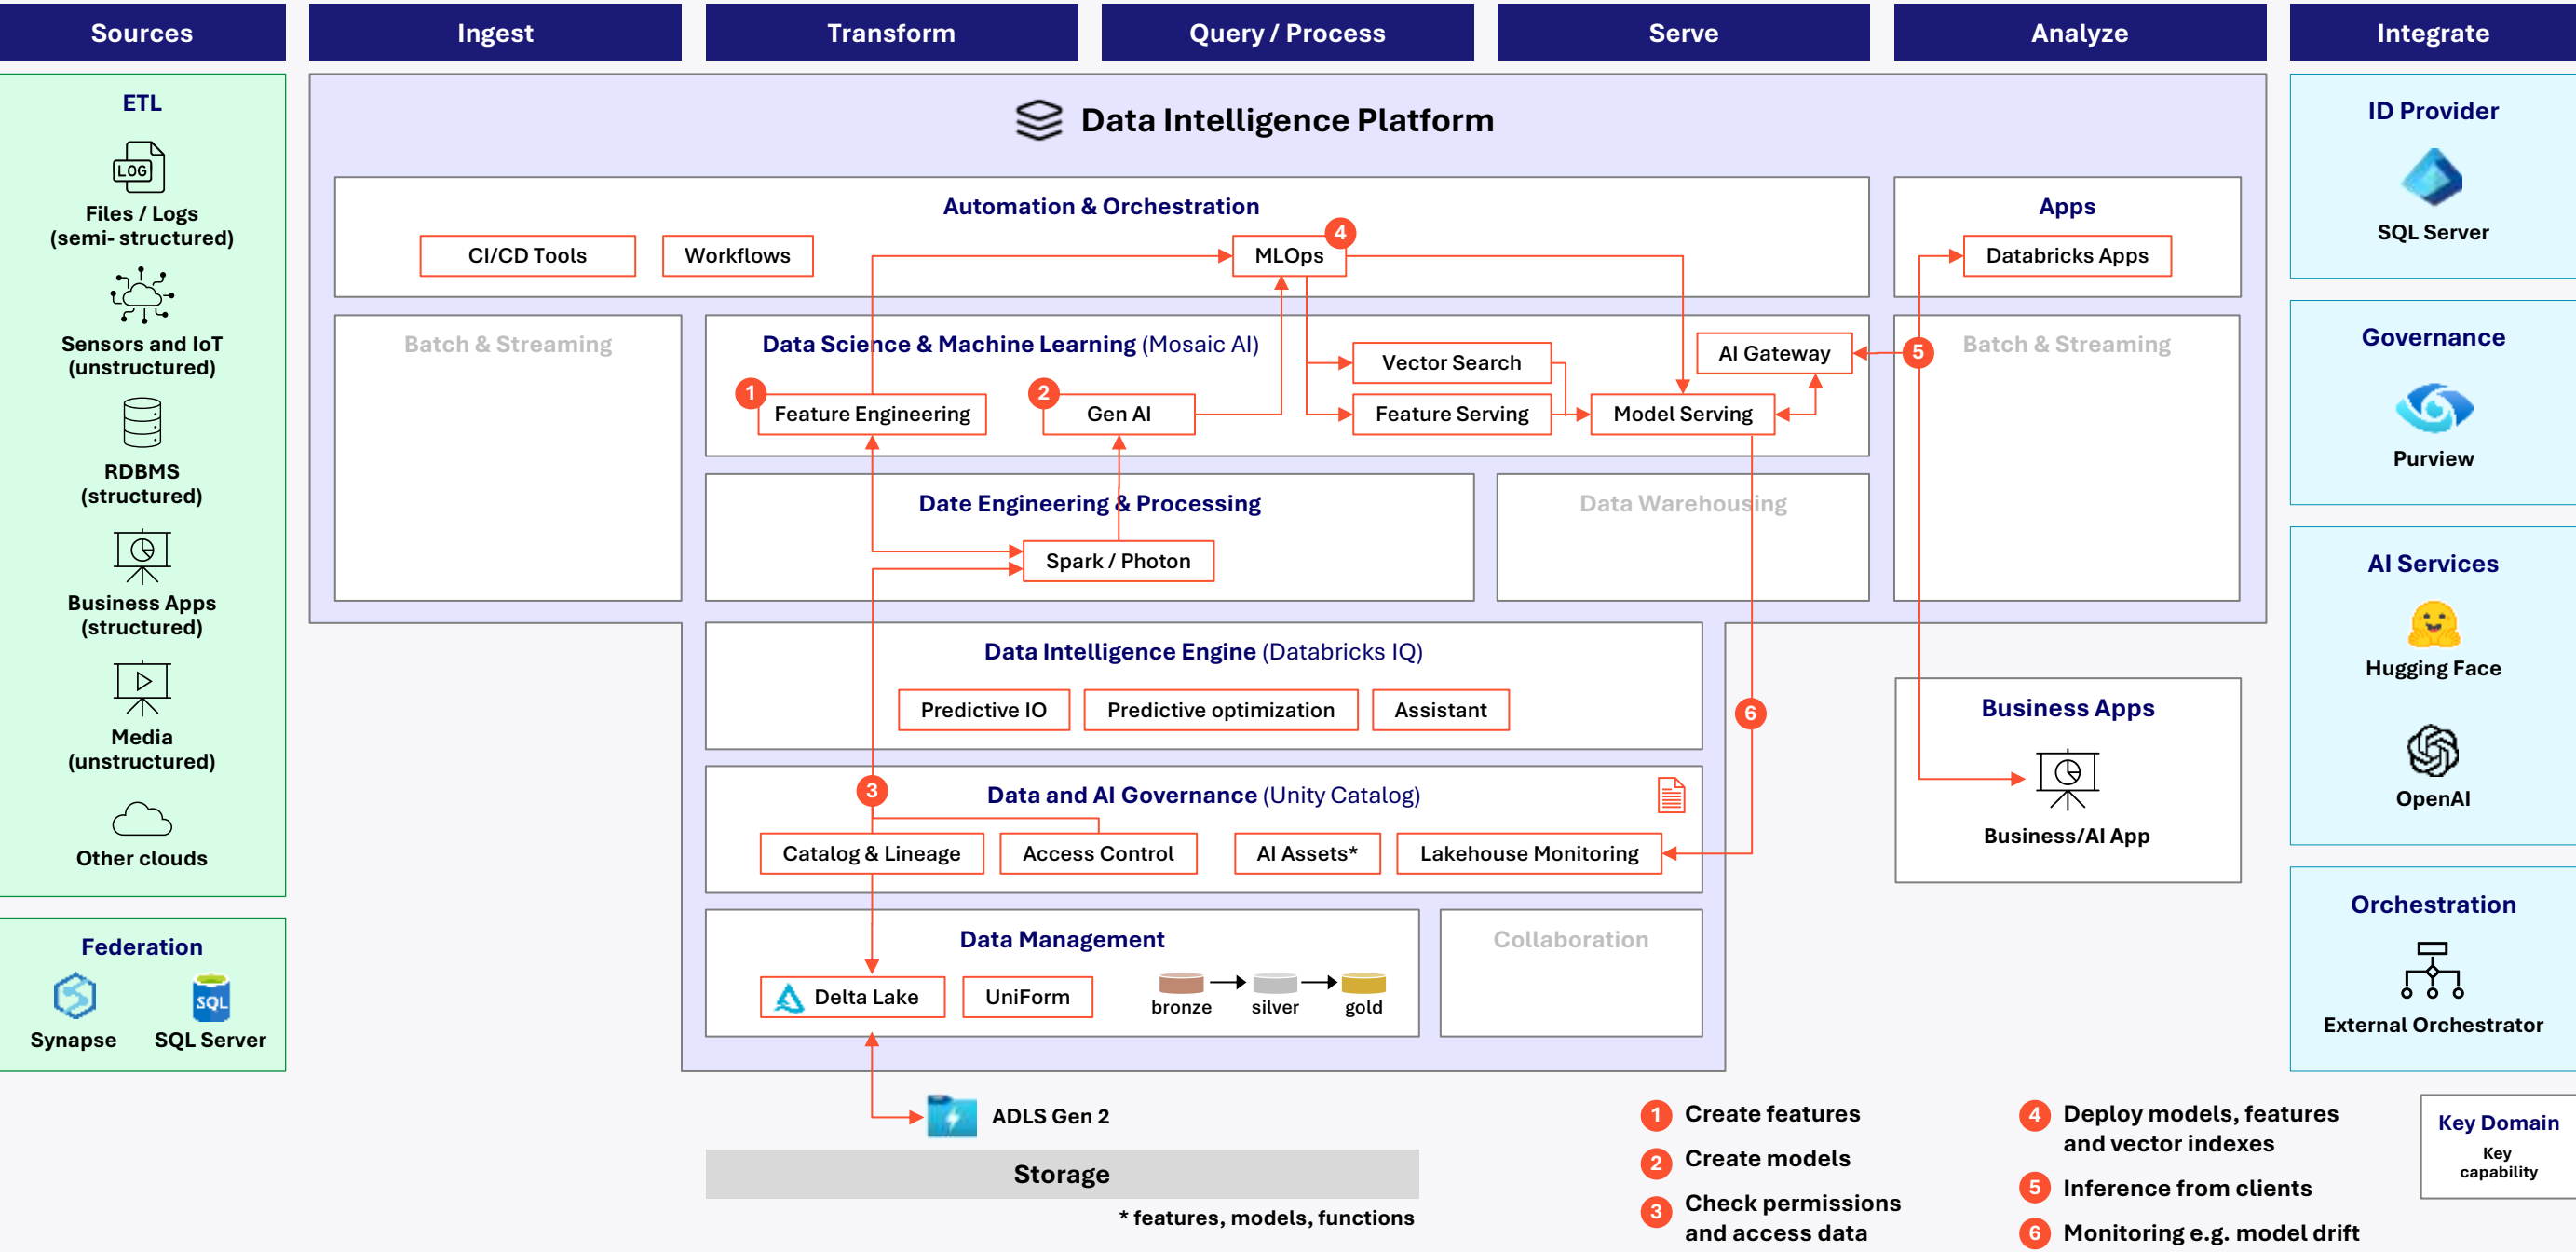 Sources
Ingest
Transform
Query / Process
Serve
Analyze
Integrate
ETL
LOG
Files / Logs
(semi- structured)
Sensors and IoT
(unstructured)
RDBMS
(structured)
Business Apps
(structured)
Media
(unstructured)
Other clouds
Federation
SQL
Synapse
SQL Server
Data Intelligence Platform
Automation & Orchestration
CI/CD Tools
Workflows
MLOps
4
Apps
Databricks Apps
Batch & Streaming
Data Science & Machine Learning (Mosaic AI)
1
Feature Engineering
2
Gen AI
Vector Search
Feature Serving
AI Gateway
Model Serving
5
Batch & Streaming
Date Engineering & Processing
Spark / Photon
Data Warehousing
Data Intelligence Engine (Databricks IQ)
Predictive IO
Predictive optimization
Assistant
6
3
Data and AI Governance (Unity Catalog)
Catalog & Lineage
Access Control
AI Assets*
Lakehouse Monitoring
Data Management
Delta Lake
UniForm
bronze
silver
gold
Collaboration
Business Apps
Business/AI App
ID Provider
SQL Server
Governance
Purview
AI Services
Hugging Face
OpenAI
Orchestration
External Orchestrator
ADLS Gen 2
Storage
* features, models, functions
1 Create features
2 Create models
3 Check permissions
and access data
4 Deploy models, features
and vector indexes
5 Inference from clients
6 Monitoring e.g. model drift
Key Domain
Key
capability